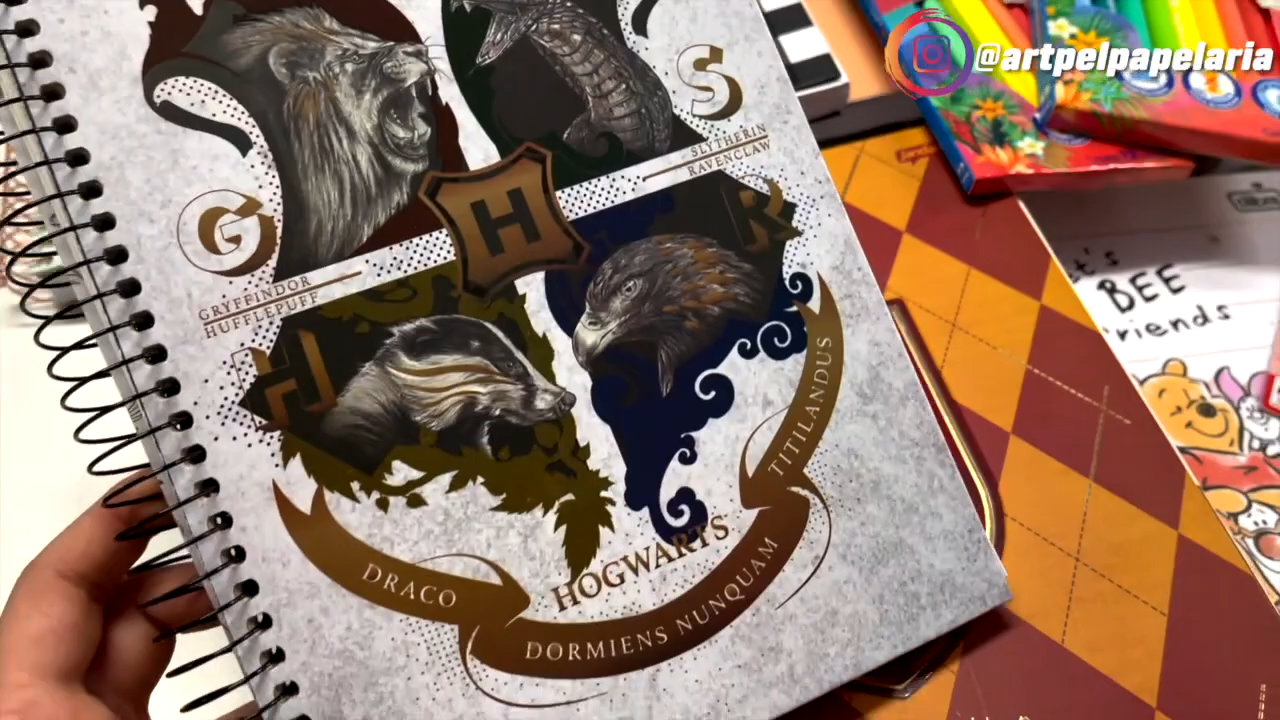 @artpelpapelaria
S
SLYTHERIN
RAVENCLAW
G
H
R
GRYFFINDOR
HUFFLEPUFF
H
BEE
riends
DRACO
DORMIENS NUNQUAM
TITILANDUS
HOGWARTS